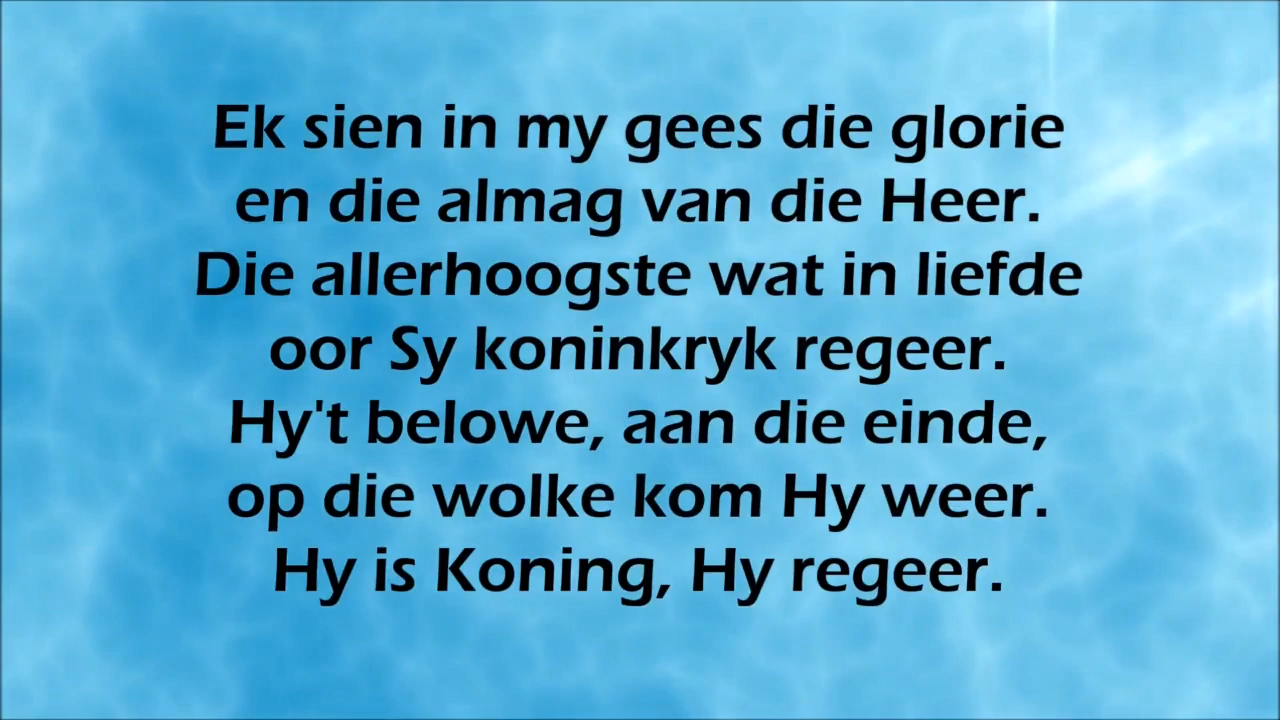 Ek sien in my gees die glorie
en die almag van die Heer.
Die allerhoogste wat in liefde
oor Sy koninkryk regeer.
Hy't belowe, aan die einde,
op die wolke kom Hy weer.
Hy is Koning, Hy regeer.